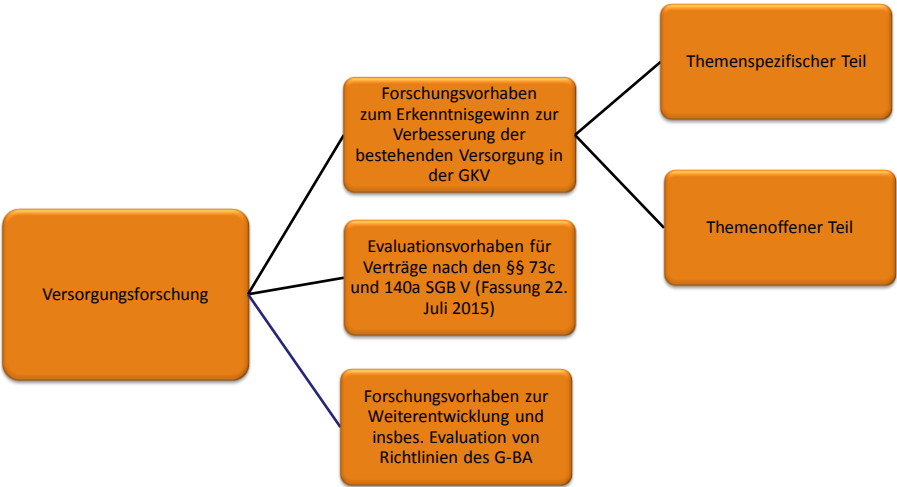 Versorgungsforschung
Forschungsvorhaben
zum Erkenntnisgewinn zur
Verbesserung der
bestehenden Versorgung in
der GKV
Themenspezifischer Teil
Themenoffener Teil
Evaluationsvorhaben für
Verträge nach den §§ 73c
und 140a SGB V (Fassung 22.
Juli 2015)
Forschungsvorhaben zur
Weiterentwicklung und
insbes. Evaluation von
Richtlinien des G-BA